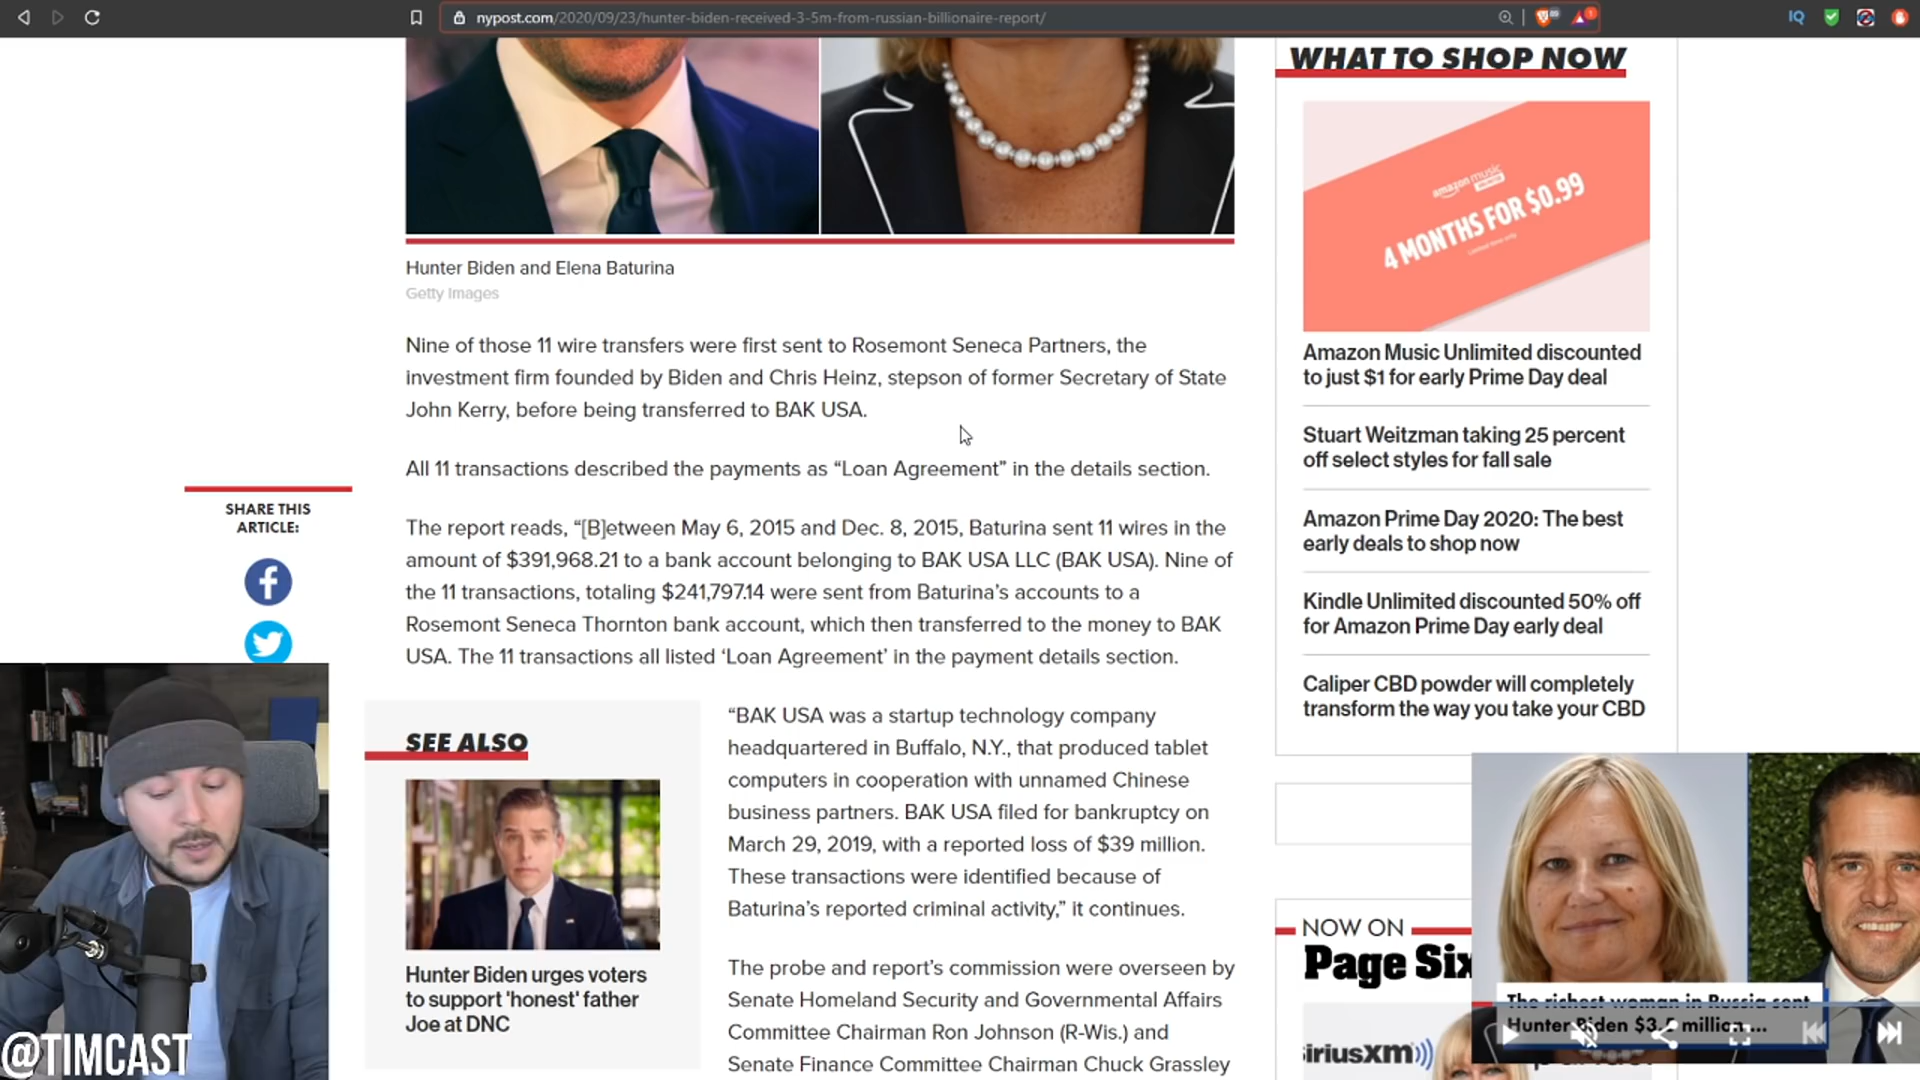 nypost.com/2020/09/23/hunter-biden-received-3-5m-from-russian-billionaire-report/
IQ
Hunter Biden and Elena Baturina
Getty Images
Nine of those 11 wire transfers were first sent to Rosemont Seneca Partners, the
investment firm founded by Biden and Chris Heinz, stepson of former Secretary of State
John Kerry, before being transferred to BAK USA.
All 11 transactions described the payments as “Loan Agreement” in the details section.
SHARE THIS
ARTICLE:
The report reads, “[B]etween May 6, 2015 and Dec. 8, 2015, Baturina sent 11 wires in the
amount of $391,968.21 to a bank account belonging to BAK USA LLC (BAK USA). Nine of
the 11 transactions, totaling $241,797.14 were sent from Baturina’s accounts to a
Rosemont Seneca Thornton bank account, which then transferred to the money to BAK
USA. The 11 transactions all listed ‘Loan Agreement’ in the payment details section.
SEE ALSO
Hunter Biden urges voters
to support 'honest' father
Joe at DNC
“BAK USA was a startup technology company
headquartered in Buffalo, N.Y., that produced tablet
computers in cooperation with unnamed Chinese
business partners. BAK USA filed for bankruptcy on
March 29, 2019, with a reported loss of $39 million.
These transactions were identified because of
Baturina’s reported criminal activity,” it continues.
The probe and report’s commission were overseen by
Senate Homeland Security and Governmental Affairs
Committee Chairman Ron Johnson (R-Wis.) and
Senate Finance Committee Chairman Chuck Grassley
WHAT TO SHOP NOW
amazon music
UNLIMITED
4 MONTHS FOR $0.99
Limited time only
Amazon Music Unlimited discounted
to just $1 for early Prime Day deal
Stuart Weitzman taking 25 percent
off select styles for fall sale
Amazon Prime Day 2020: The best
early deals to shop now
Kindle Unlimited discounted 50% off
for Amazon Prime Day early deal
Caliper CBD powder will completely
transform the way you take your CBD
NOW ON
Page Six
The richest woman in Russia sent
Hunter Biden $3.5 million...
siriusxm
@TIMCAST